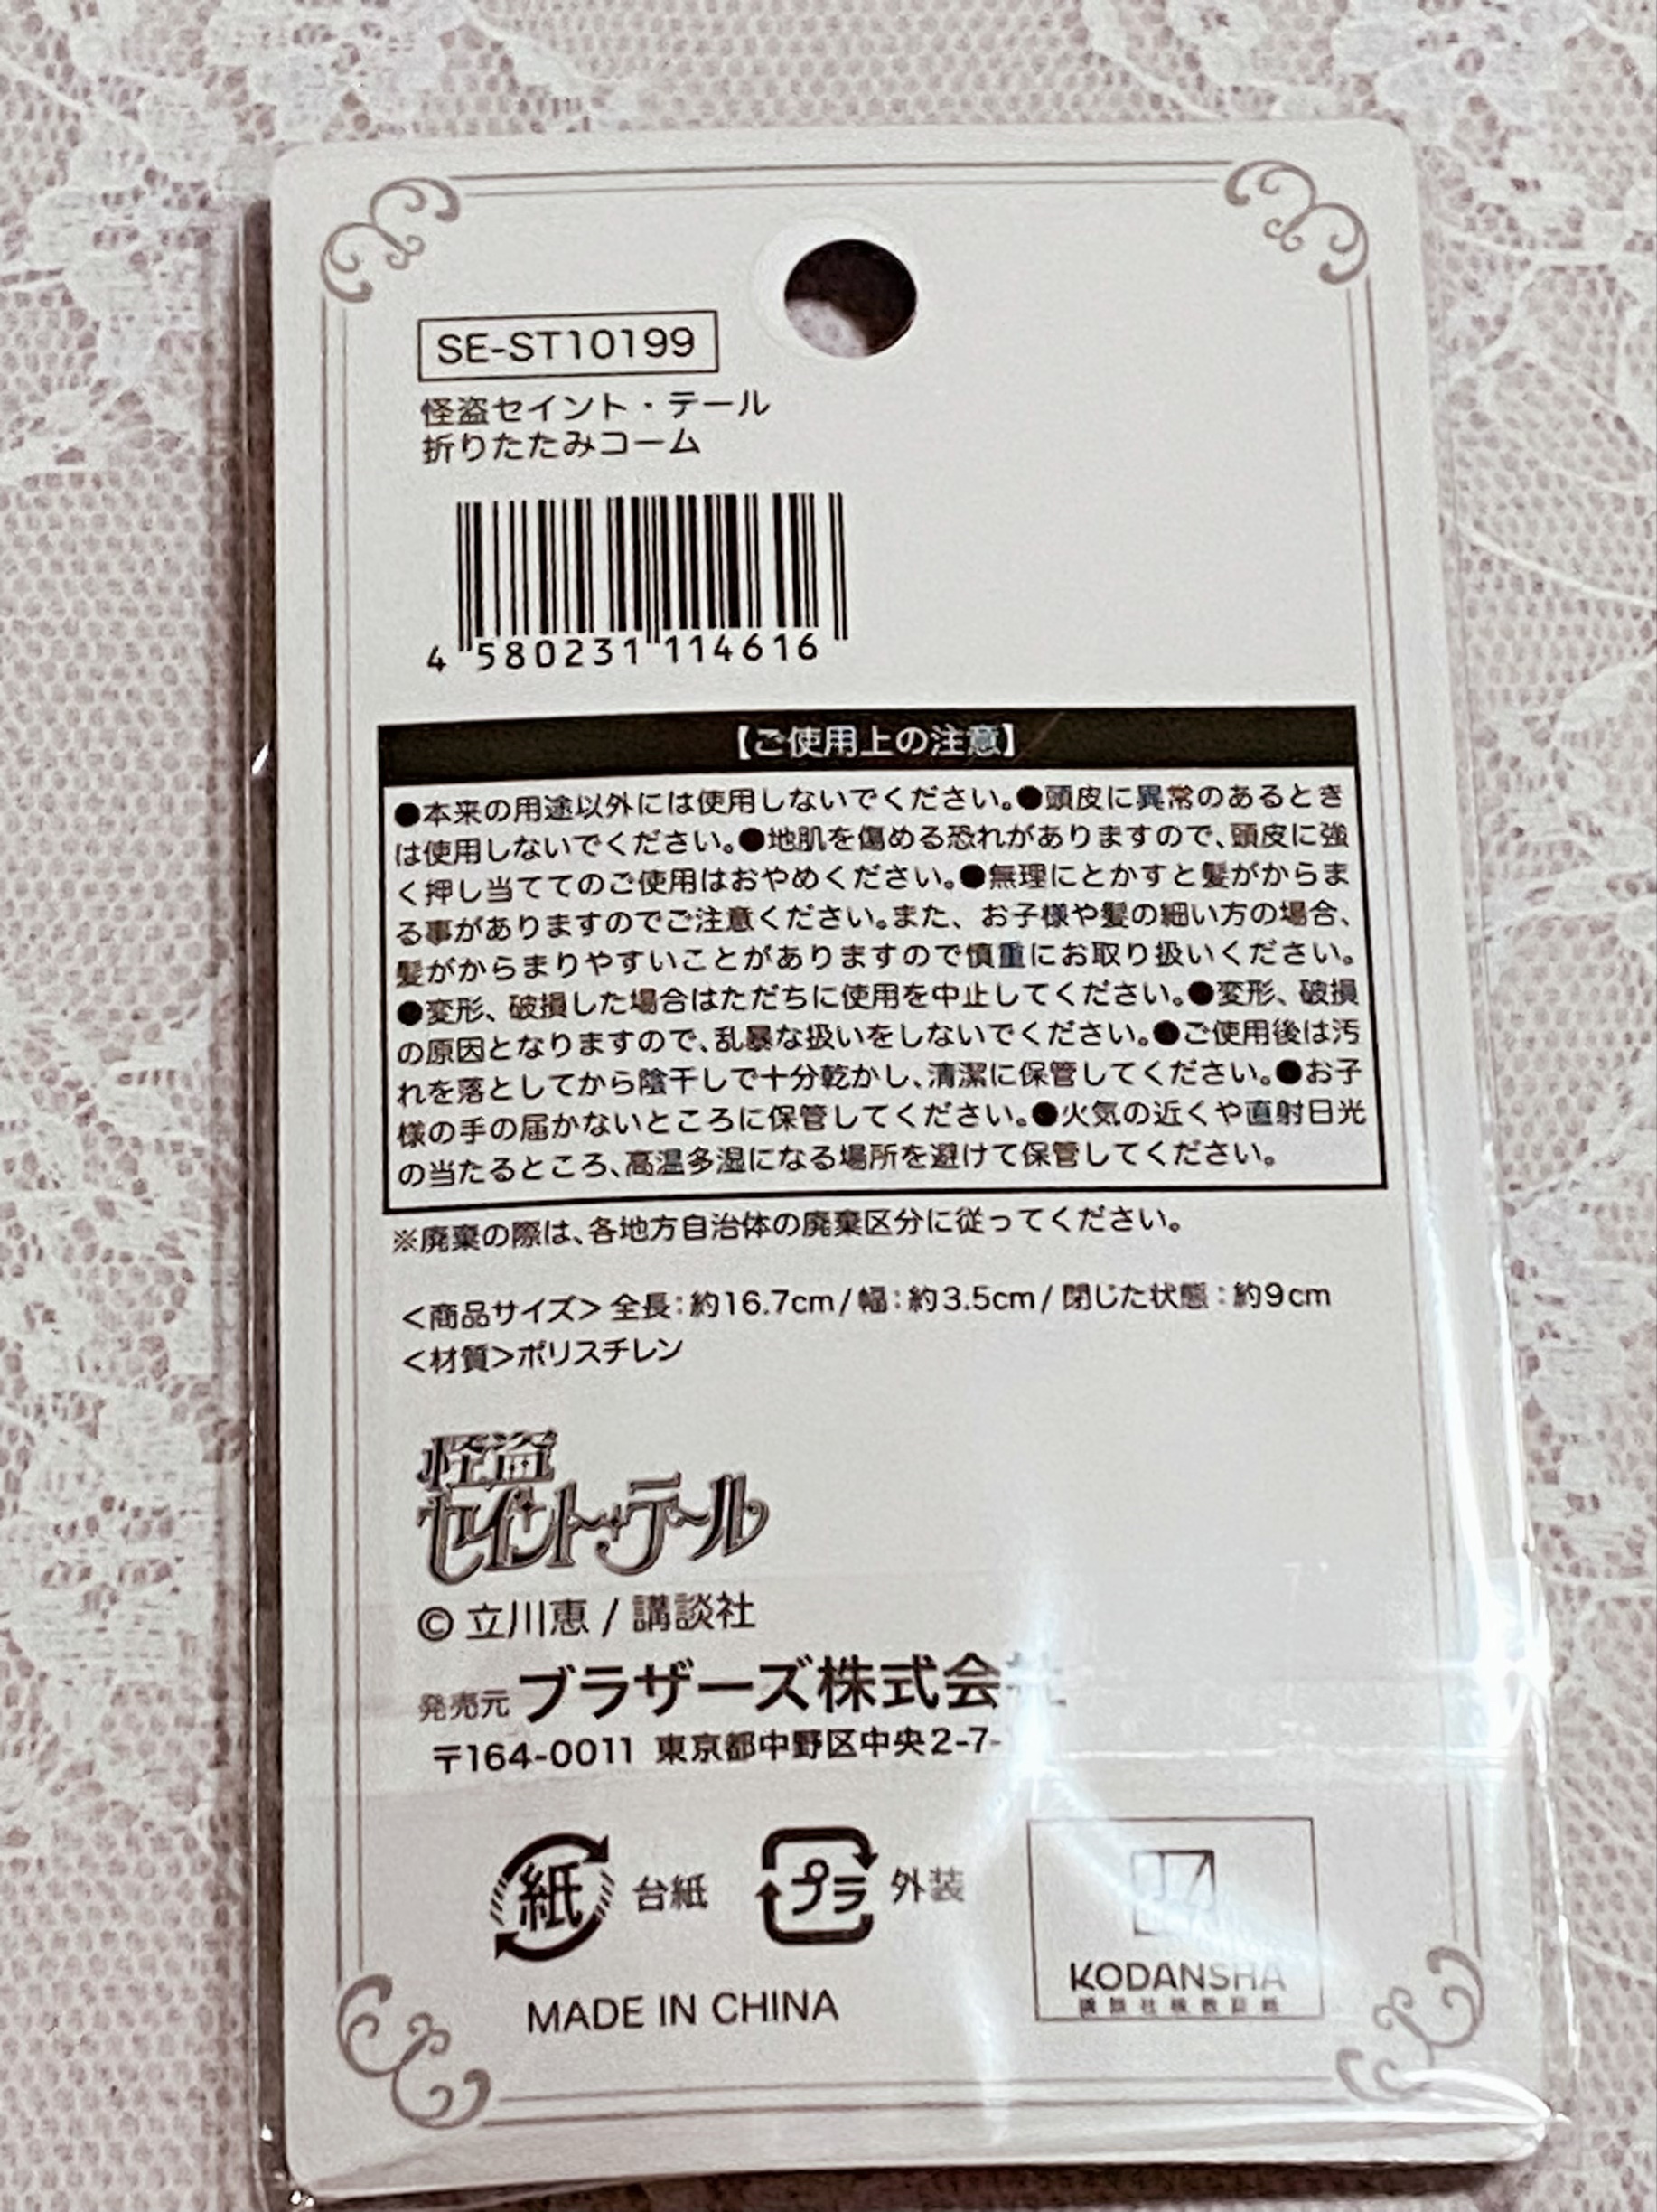 SE-ST10199
怪盗セイント・テール
折りたたみコーム
4 580231 114616
【ご使用上の注意】
●本来の用途以外には使用しないでください。●頭皮に異常のあるとき
は使用しないでください。●地肌を傷める恐れがありますので、頭皮に強
く押し当ててのご使用はおやめください。●無理にとかすと髪がからま
る事がありますのでご注意ください。また、お子様や髪の細い方の場合、
髪がからまりやすいことがありますので慎重にお取り扱いください。
●変形、破損した場合はただちに使用を中止してください。●変形、破損
の原因となりますので、乱暴な扱いをしないでください。●ご使用後は汚
れを落としてから陰干しで十分乾かし、清潔に保管してください。●お子
様の手の届かないところに保管してください。●火気の近くや直射日光
の当たるところ、高温多湿になる場所を避けて保管してください。
※廃棄の際は、各地方自治体の廃棄区分に従ってください。
＜商品サイズ＞全長：約16.7cm/幅：約3.5cm/閉じた状態：約9cm
＜材質＞ポリスチレン
怪盗
セイント・テール
© 立川恵 / 講談社
発売元 ブラザーズ株式会社
〒164-0011 東京都中野区中央2-7-
紙 台紙 プラ 外装
KODANSHA
MADE IN CHINA